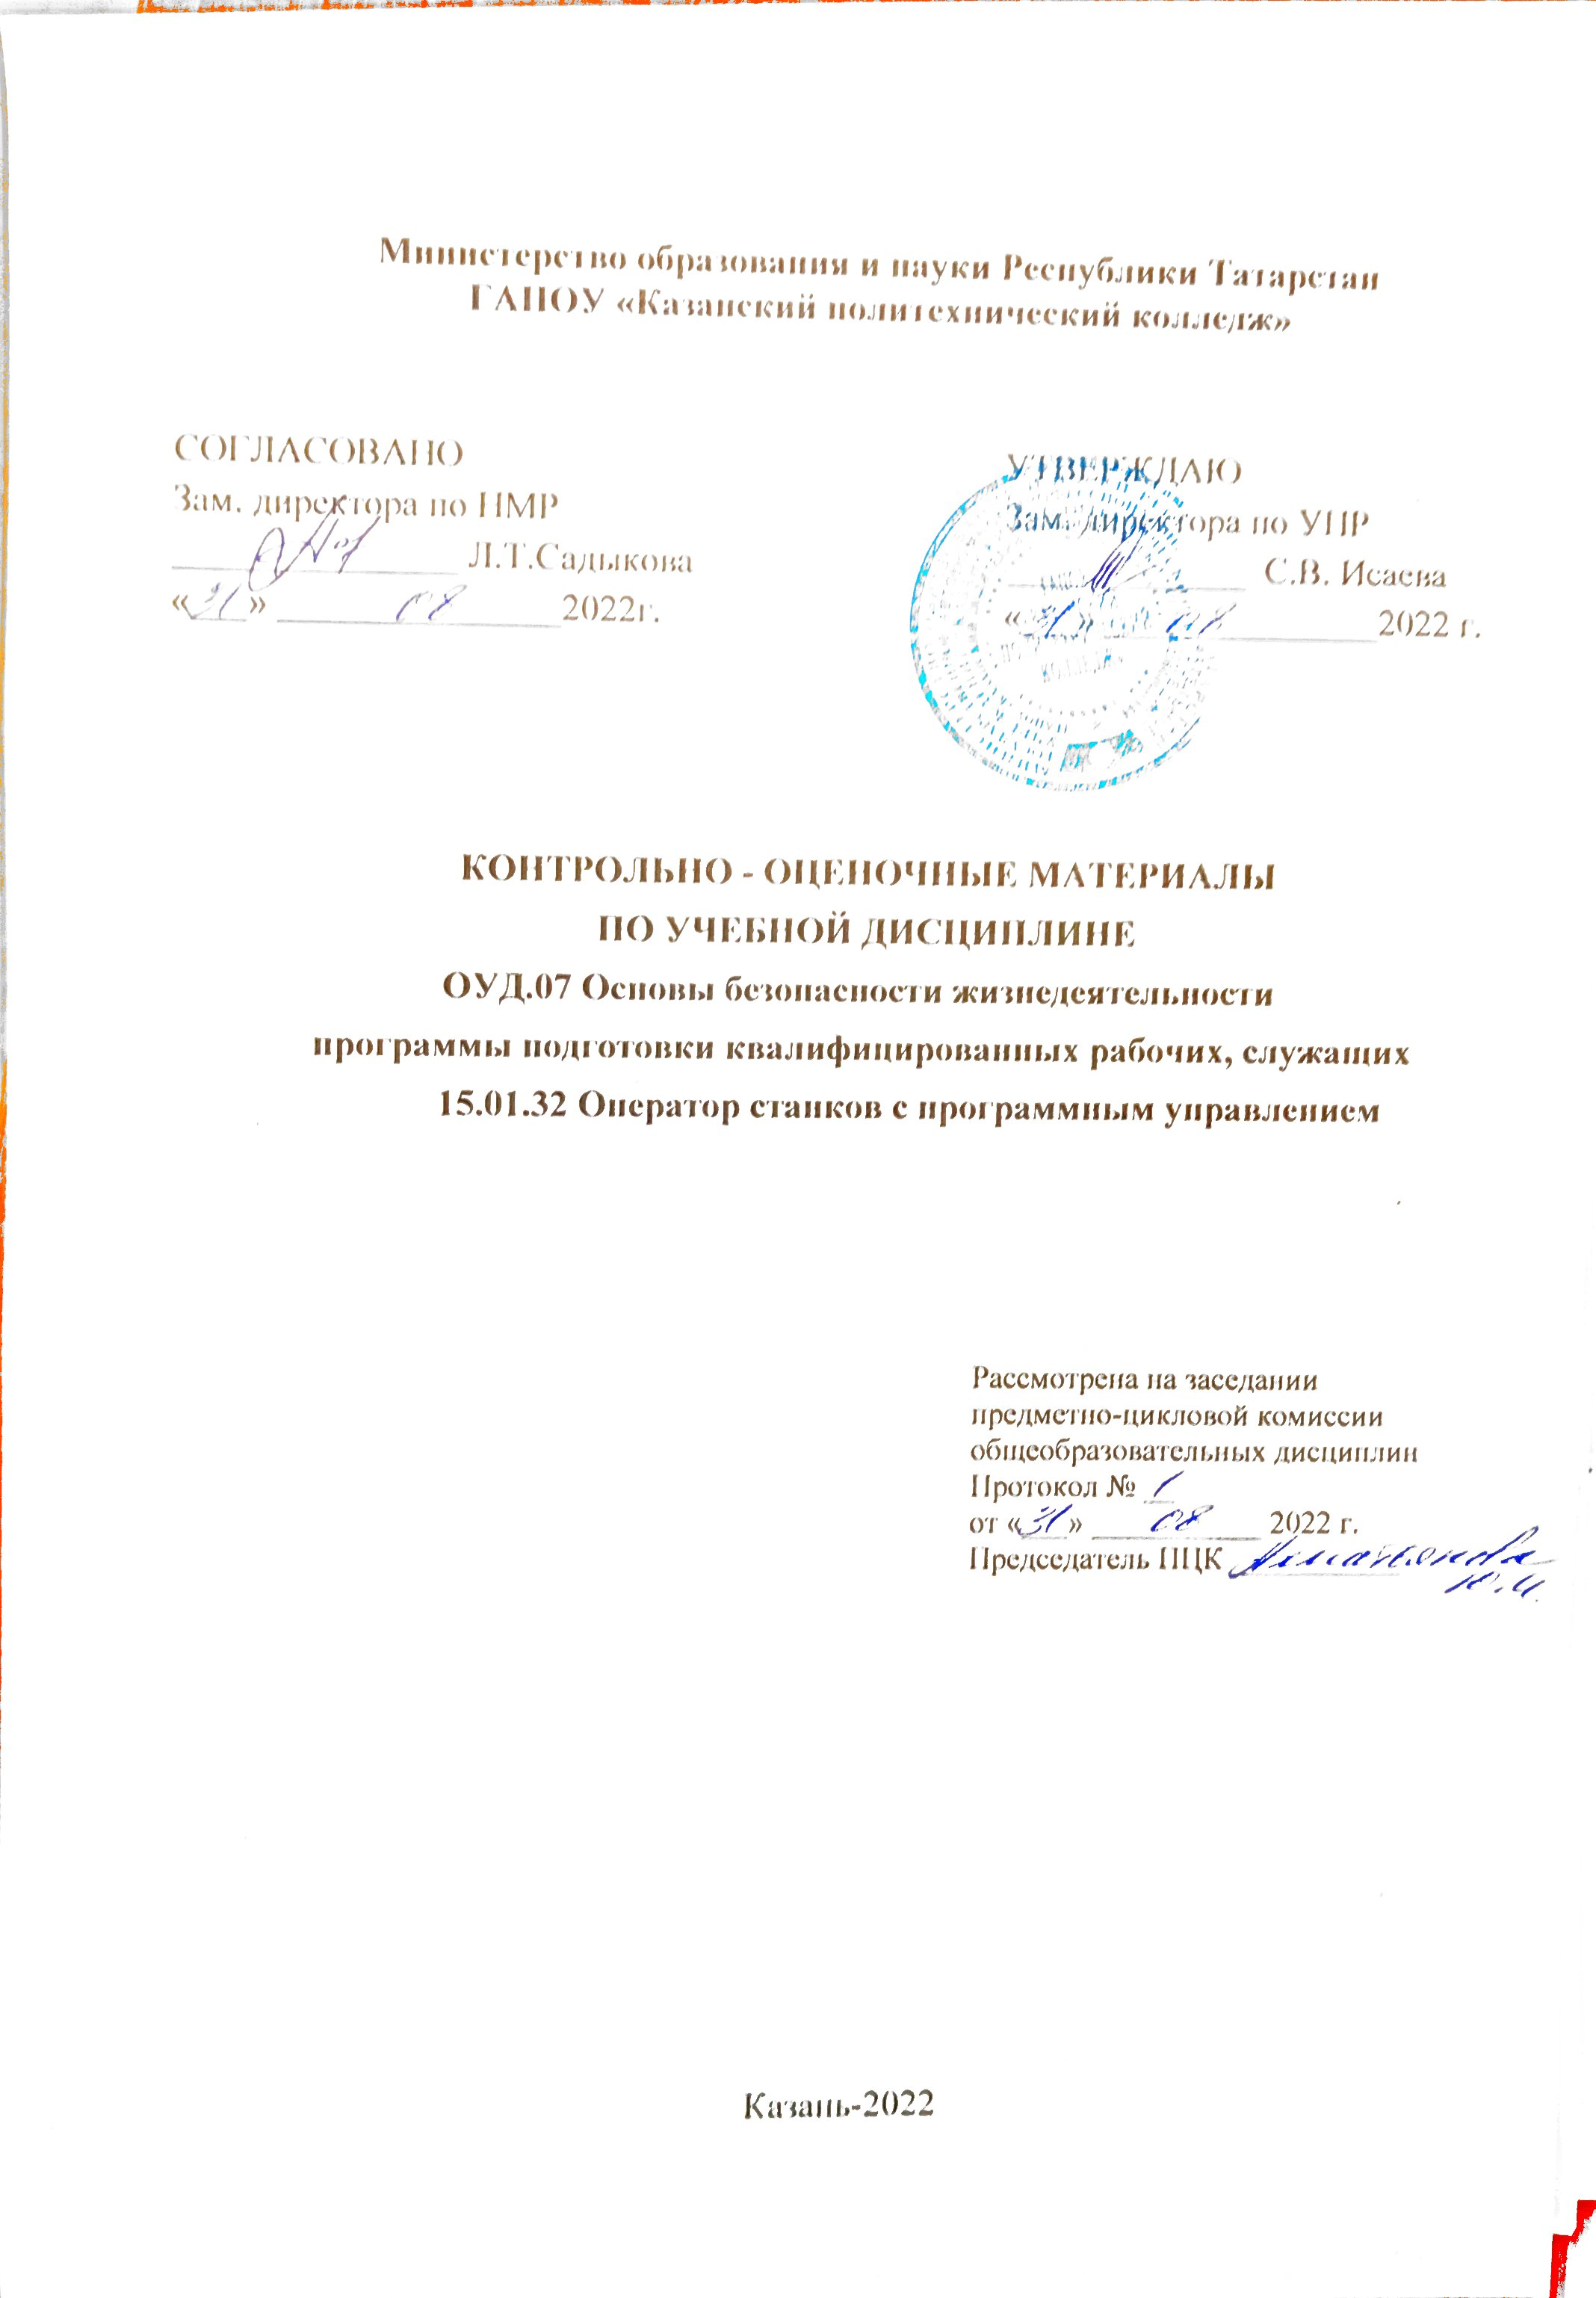 Министерство образования и науки Республики Татарстан
ГАПОУ «Казанский политехнический колледж»
СОГЛАСОВАНО
Зам. директора по НМР
Л.Т.Садыкова
«31» 08 2022г.
УТВЕРЖДАЮ
Зам. директора по УПР
С.В. Исаева
«31» 08 2022 г.
КОНТРОЛЬНО - ОЦЕНОЧНЫЕ МАТЕРИАЛЫ
ПО УЧЕБНОЙ ДИСЦИПЛИНЕ
ОУД.07 Основы безопасности жизнедеятельности
программы подготовки квалифицированных рабочих, служащих
15.01.32 Оператор станков с программным управлением
Рассмотрена на заседании
предметно-цикловой комиссии
общеобразовательных дисциплин
Протокол № 1
от «31» 08 2022 г.
Председатель ПЦК
Казань-2022